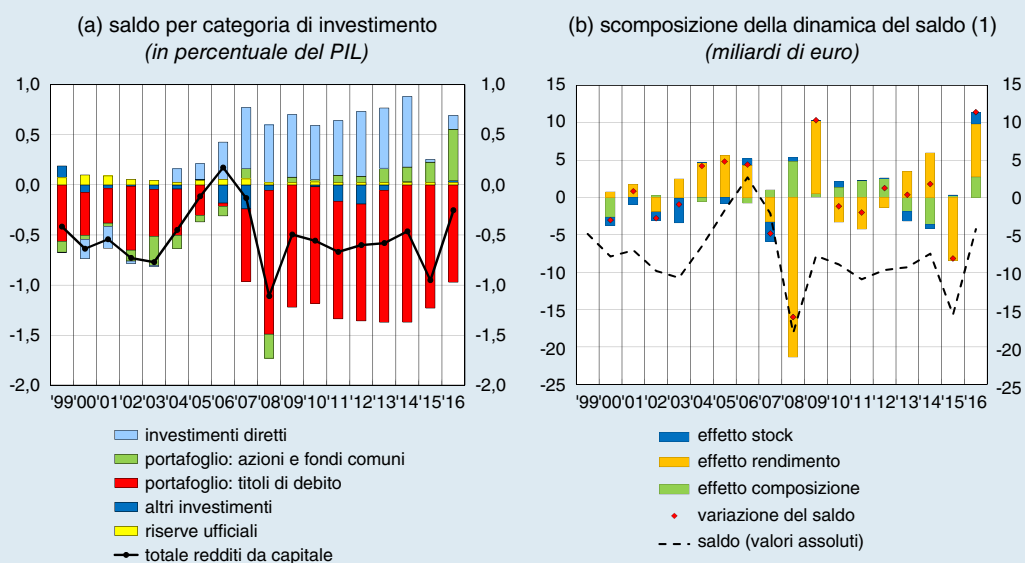 (a) saldo per categoria di investimento
(in percentuale del PIL)
1,0 1,0
0,5 0,5
0,0 0,0
-0,5 -0,5
-1,0 -1,0
-1,5 -1,5
-2,0 -2,0
'99'00'01'02'03'04'05'06'07'08'09'10'11'12'13'14'15'16
investimenti diretti
portafoglio: azioni e fondi comuni
portafoglio: titoli di debito
altri investimenti
riserve ufficiali
totale redditi da capitale
(b) scomposizione della dinamica del saldo (1)
(miliardi di euro)
15 15
10 10
5 5
0 0
-5 -5
-10 -10
-15 -15
-20 -20
-25 -25
'99'00'01'02'03'04'05'06'07'08'09'10'11'12'13'14'15'16
effetto stock
effetto rendimento
effetto composizione
variazione del saldo
saldo (valori assoluti)